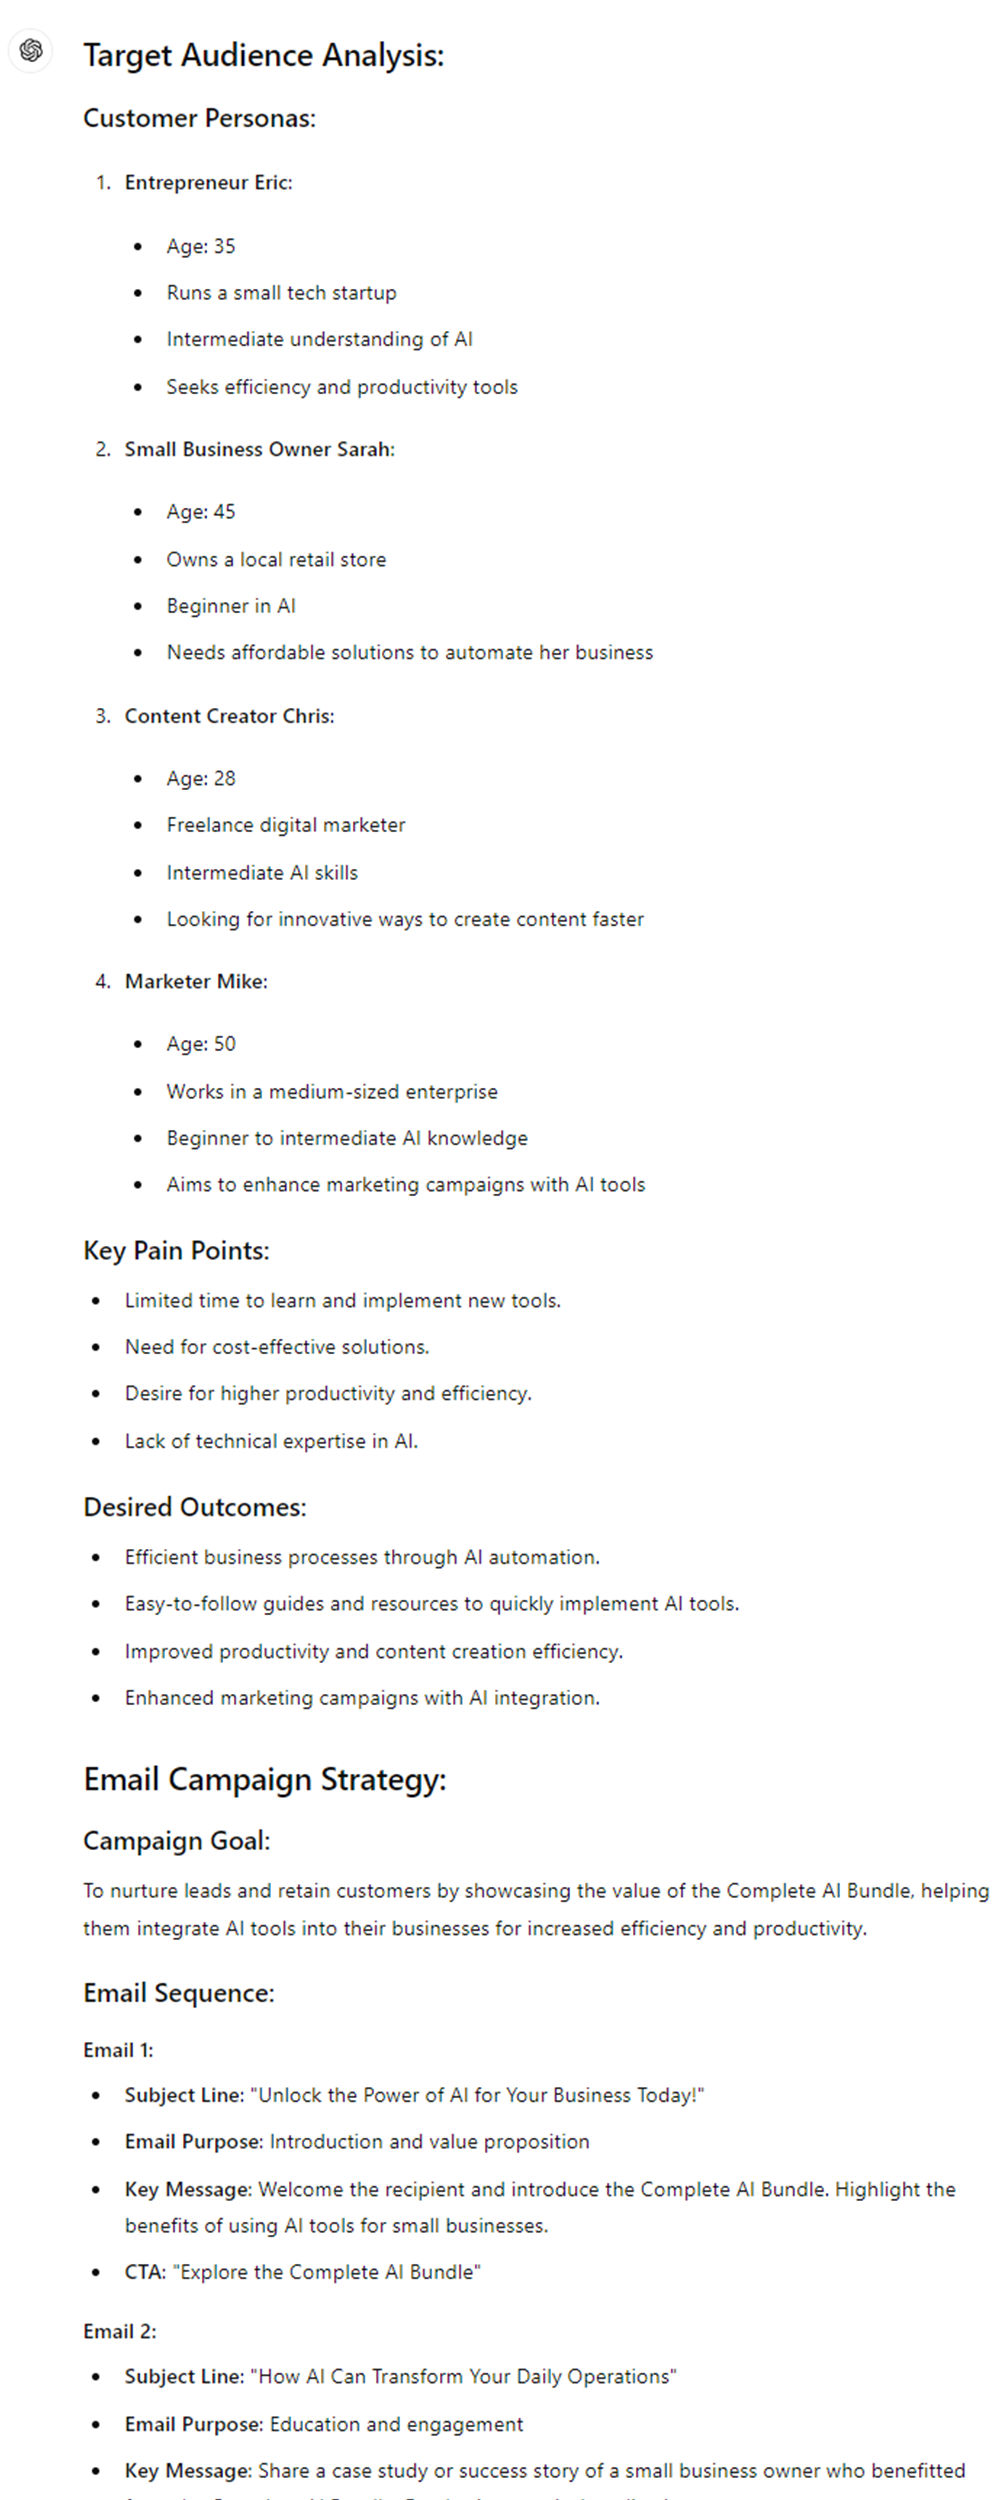 Target Audience Analysis:
Customer Personas:
1. Entrepreneur Eric:
• Age: 35
• Runs a small tech startup
• Intermediate understanding of AI
• Seeks efficiency and productivity tools
2. Small Business Owner Sarah:
• Age: 45
• Owns a local retail store
• Beginner in AI
• Needs affordable solutions to automate her business
3. Content Creator Chris:
• Age: 28
• Freelance digital marketer
• Intermediate AI skills
• Looking for innovative ways to create content faster
4. Marketer Mike:
• Age: 50
• Works in a medium-sized enterprise
• Beginner to intermediate AI knowledge
• Aims to enhance marketing campaigns with AI tools
Key Pain Points:
• Limited time to learn and implement new tools.
• Need for cost-effective solutions.
• Desire for higher productivity and efficiency.
• Lack of technical expertise in AI.
Desired Outcomes:
• Efficient business processes through AI automation.
• Easy-to-follow guides and resources to quickly implement AI tools.
• Improved productivity and content creation efficiency.
• Enhanced marketing campaigns with AI integration.
Email Campaign Strategy:
Campaign Goal:
To nurture leads and retain customers by showcasing the value of the Complete AI Bundle, helping
them integrate AI tools into their businesses for increased efficiency and productivity.
Email Sequence:
Email 1:
• Subject Line: "Unlock the Power of AI for Your Business Today!"
• Email Purpose: Introduction and value proposition
• Key Message: Welcome the recipient and introduce the Complete AI Bundle. Highlight the
benefits of using AI tools for small businesses.
• CTA: "Explore the Complete AI Bundle"
Email 2:
• Subject Line: "How AI Can Transform Your Daily Operations"
• Email Purpose: Education and engagement
• Key Message: Share a case study or success story of a small business owner who benefitted